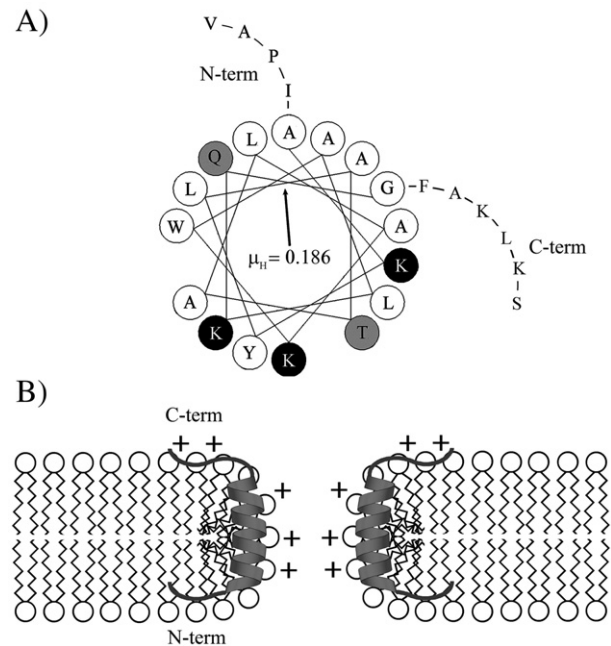 A)
V – A – P – I
N-term
A
A
A
G – F – A – K – L – K – S
C-term
A
K
L
T
K
Y
K
A
W
L
Q
L
μH = 0.186
B)
C-term
+ + + +
+ +
+ +
+ +
N-term